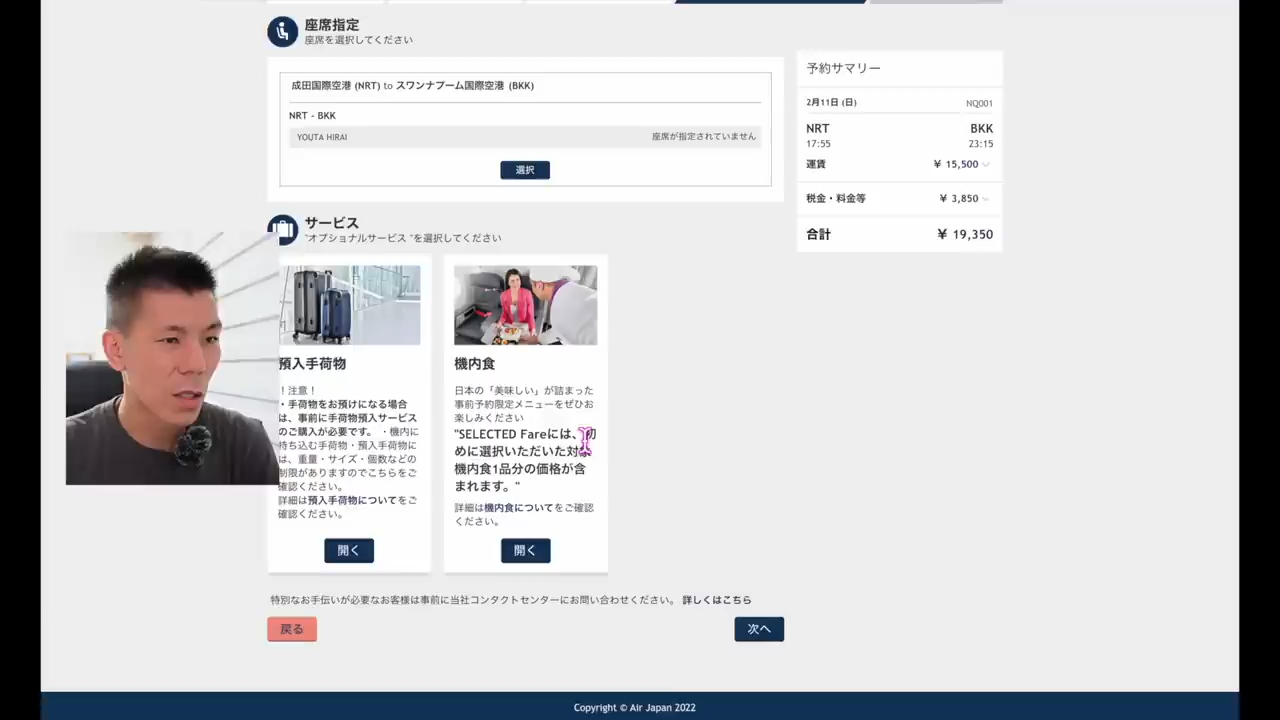 座席指定
座席を選択してください
成田国際空港 (NRT) to スワンナプーム国際空港 (BKK)
NRT - BKK
YOUTA HIRAI 座席が指定されていません
選択
予約サマリー
2月11日 (日) NQ001
NRT BKK
17:55 23:15
運賃 ¥ 15,500
税金・料金等 ¥ 3,850
合計 ¥ 19,350
サービス
"オプショナルサービス "を選択してください
預入手荷物
！注意！
・手荷物をお預けになる場合
は、事前に手荷物預入サービス
のご購入が必要です。 ・機内に
持ち込む手荷物・預入手荷物に
は、重量・サイズ・個数などの
制限がありますのでこちらをご
確認ください。
詳細は預入手荷物についてをご
確認ください。
開く
機内食
日本の「美味しい」が詰まった
事前予約限定メニューをぜひお
楽しみください
"SELECTED Fareには、初
めに選択いただいた対象
機内食1品分の価格が含
まれます。"
詳細は機内食についてをご確認
ください。
開く
特別なお手伝いが必要なお客様は事前に当社コンタクトセンターにお問い合わせください。 詳しくはこちら
戻る
次へ
Copyright © Air Japan 2022